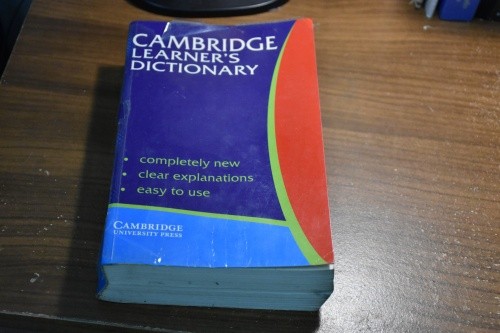 CAMBRIDGE
LEARNER'S
DICTIONARY
• completely new
• clear explanations
• easy to use
CAMBRIDGE
UNIVERSITY PRESS